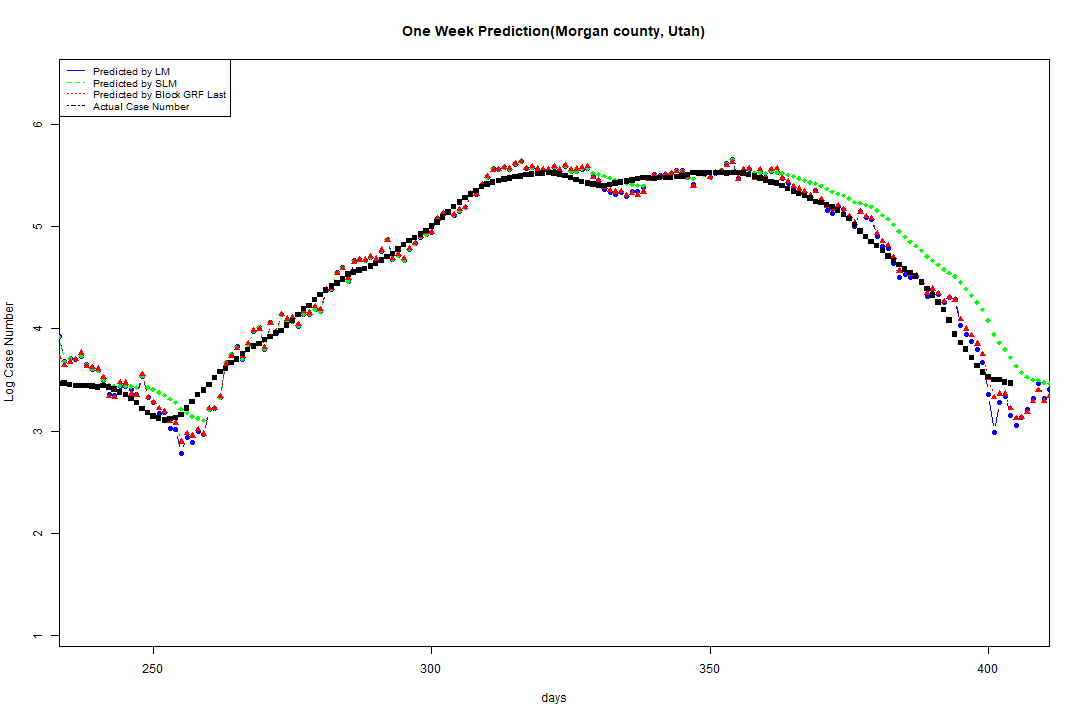 One Week Prediction(Morgan county, Utah)
Predicted by LM
Predicted by SLM
Predicted by Block GRF Last
Actual Case Number
6
5
4
3
2
1
Log Case Number
250 300 350 400
days